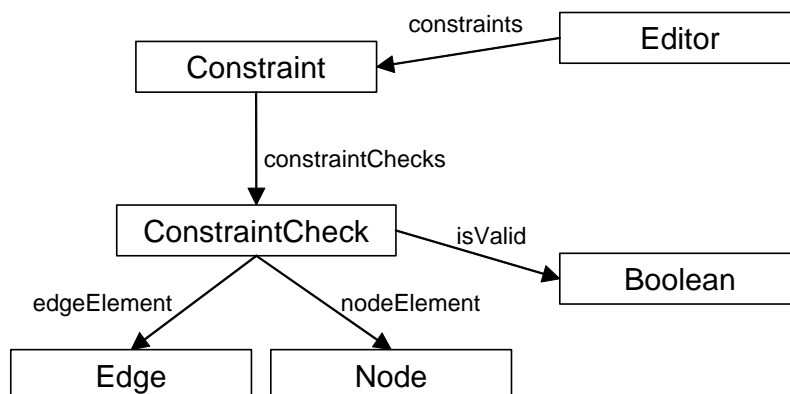 constraints
Editor
Constraint
constraintChecks
ConstraintCheck
isValid
Boolean
edgeElement
nodeElement
Edge
Node